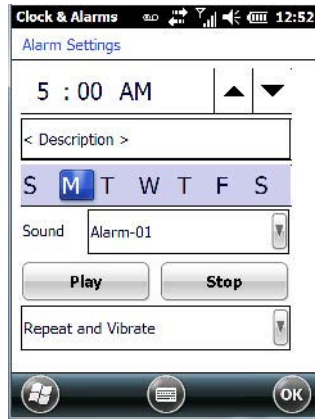 Clock & Alarms 12:52
Alarm Settings
5 : 00 AM
< Description >
S M T W T F S
Sound Alarm-01
Play Stop
Repeat and Vibrate
OK